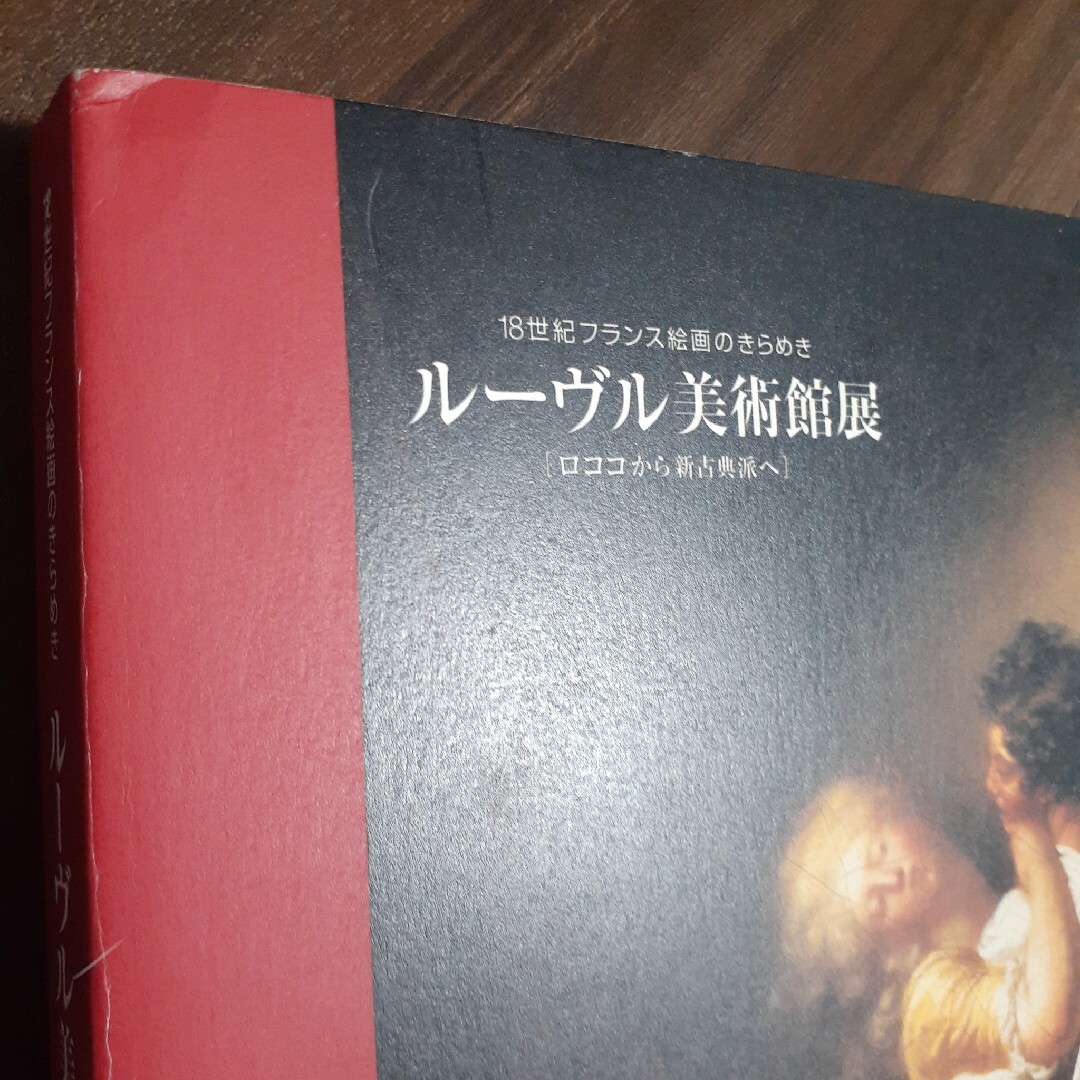 18世紀フランス絵画のきらめき
ルーヴル美術館展
[ロココから新古典派へ]
18世紀フランス絵画のきらめき ルーヴル美